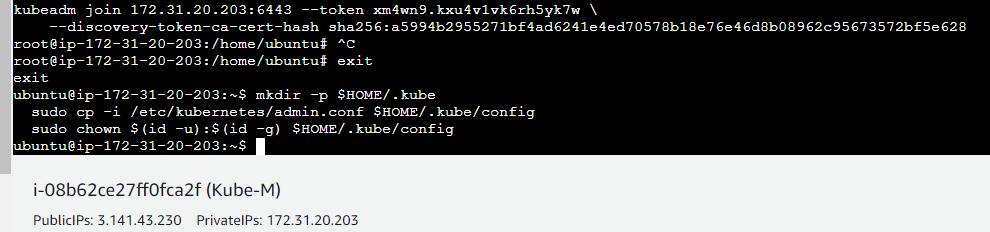 kubeadm join 172.31.20.203:6443 --token xm4wn9.kxu4v1vk6rh5yk7w \
--discovery-token-ca-cert-hash sha256:a5994b2955271bf4ad6241e4ed70578b18e76e46d8b08962c95673572bf5e628
root@ip-172-31-20-203:/home/ubuntu# ^C
root@ip-172-31-20-203:/home/ubuntu# exit
exit
ubuntu@ip-172-31-20-203:~$ mkdir -p $HOME/.kube
sudo cp -i /etc/kubernetes/admin.conf $HOME/.kube/config
sudo chown $(id -u):$(id -g) $HOME/.kube/config
ubuntu@ip-172-31-20-203:~$
i-08b62ce27ff0fca2f (Kube-M)
PublicIPs: 3.141.43.230 PrivateIPs: 172.31.20.203